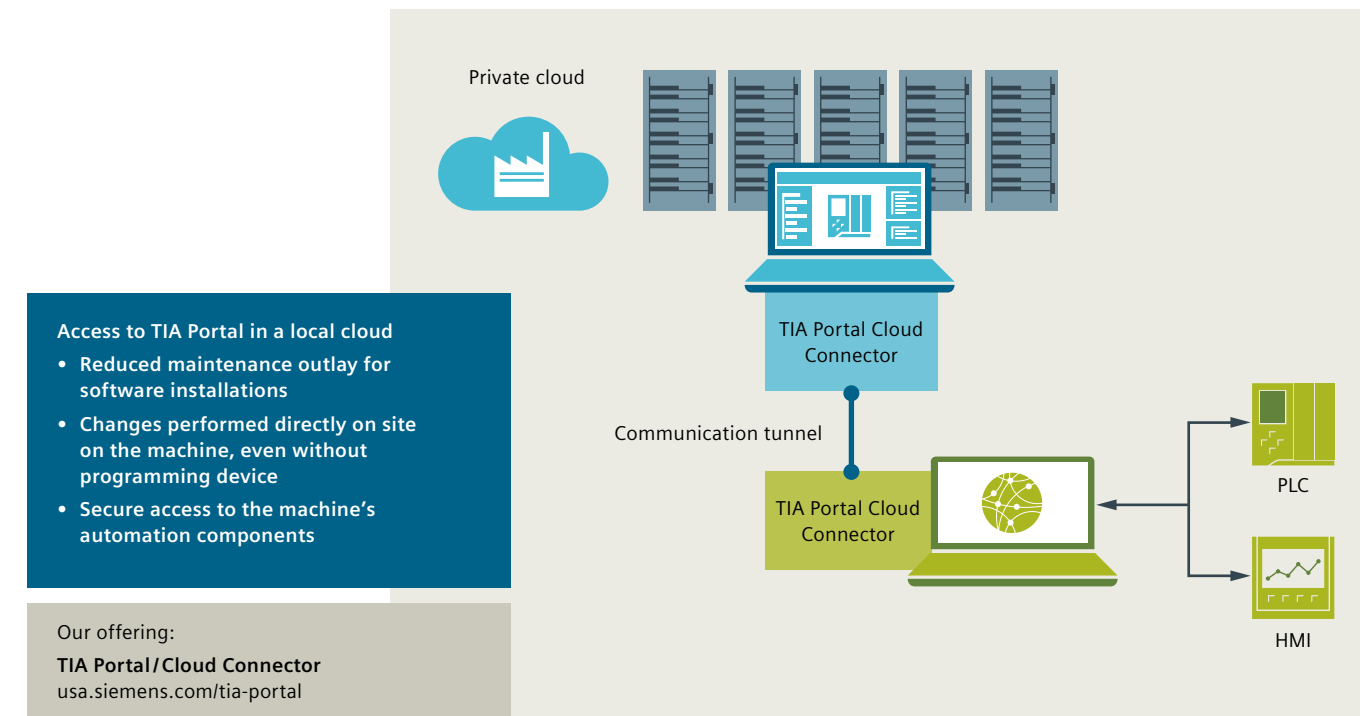 Private cloud
TIA Portal Cloud
Connector
Communication tunnel
TIA Portal Cloud
Connector
PLC
HMI
Access to TIA Portal in a local cloud
• Reduced maintenance outlay for
software installations
• Changes performed directly on site
on the machine, even without
programming device
• Secure access to the machine’s
automation components
Our offering:
TIA Portal/Cloud Connector
usa.siemens.com/tia-portal